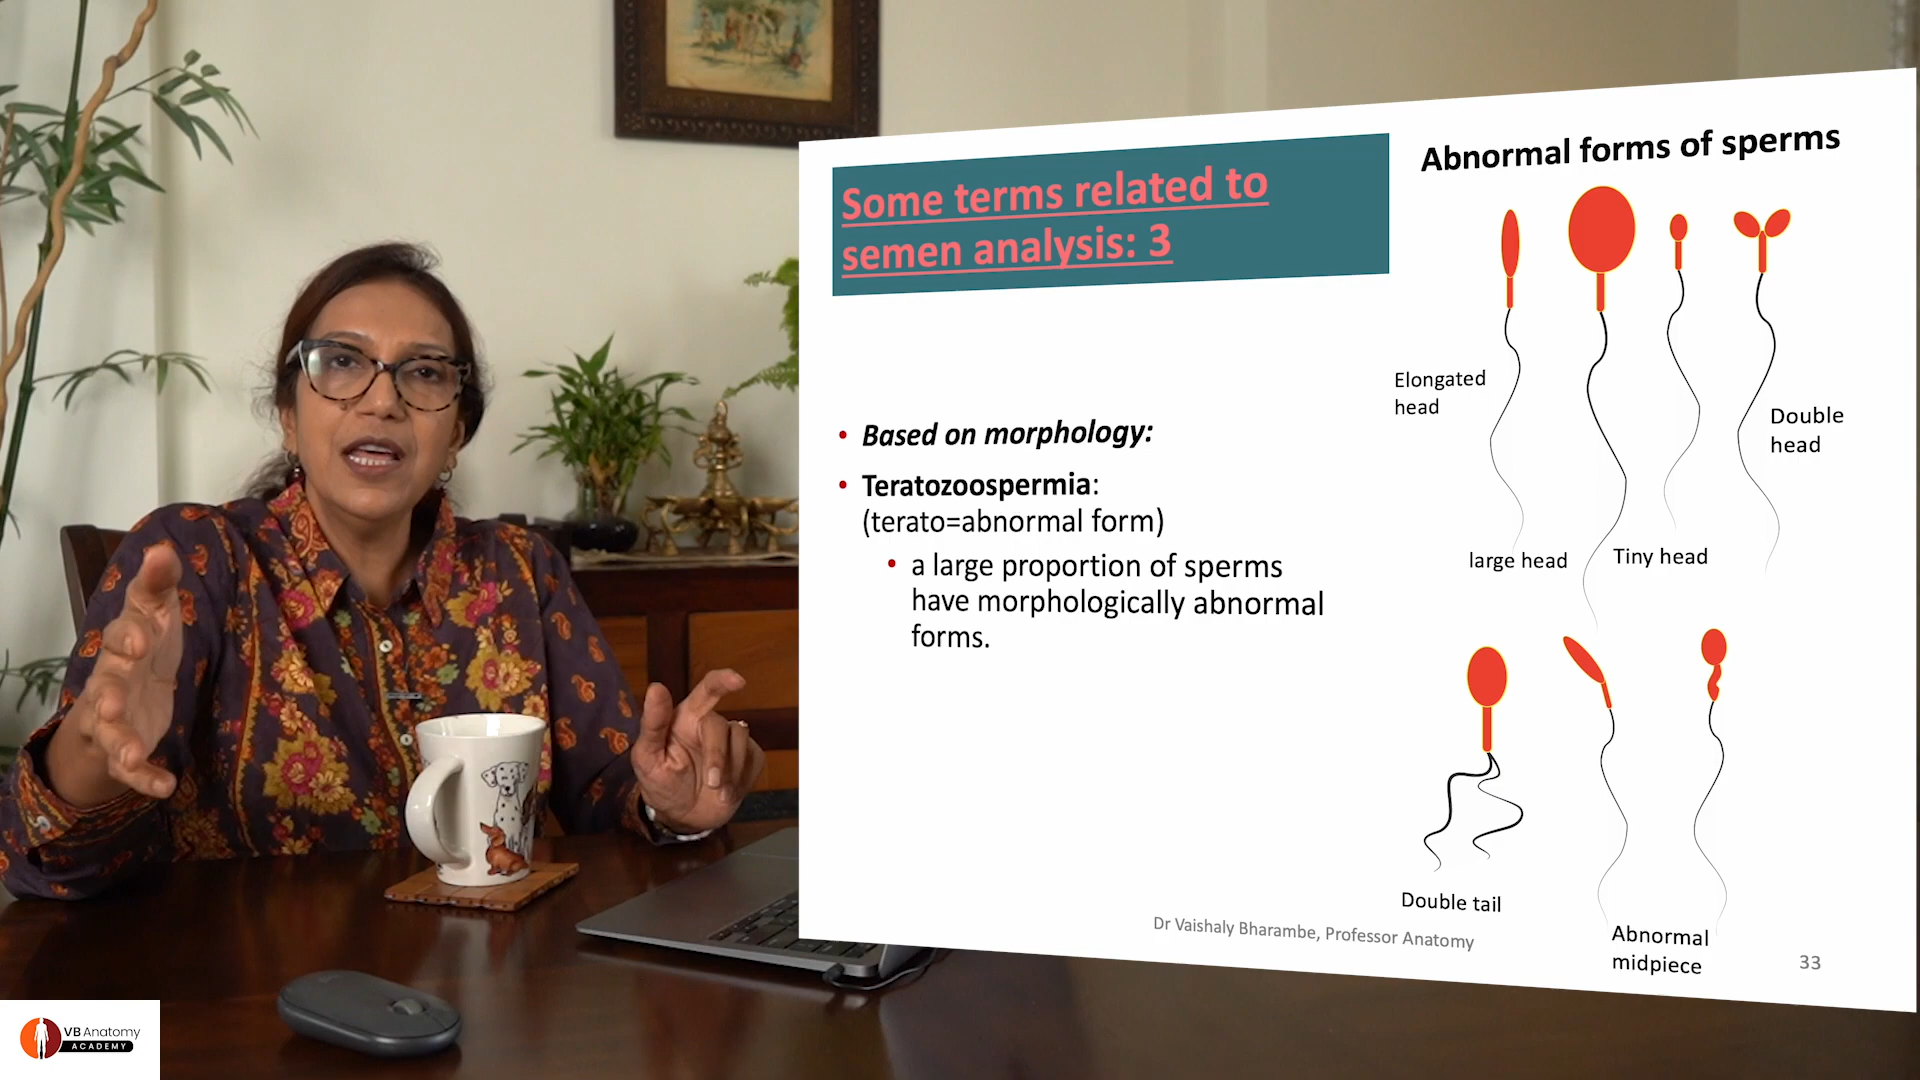 Some terms related to
semen analysis: 3
• Based on morphology:
• Teratozoospermia:
(terato=abnormal form)
• a large proportion of sperms
have morphologically abnormal
forms.
Abnormal forms of sperms
Elongated
head
Double
head
large head
Tiny head
Double tail
Abnormal
midpiece
Dr Vaishaly Bharambe, Professor Anatomy
33
VB Anatomy
ACADEMY